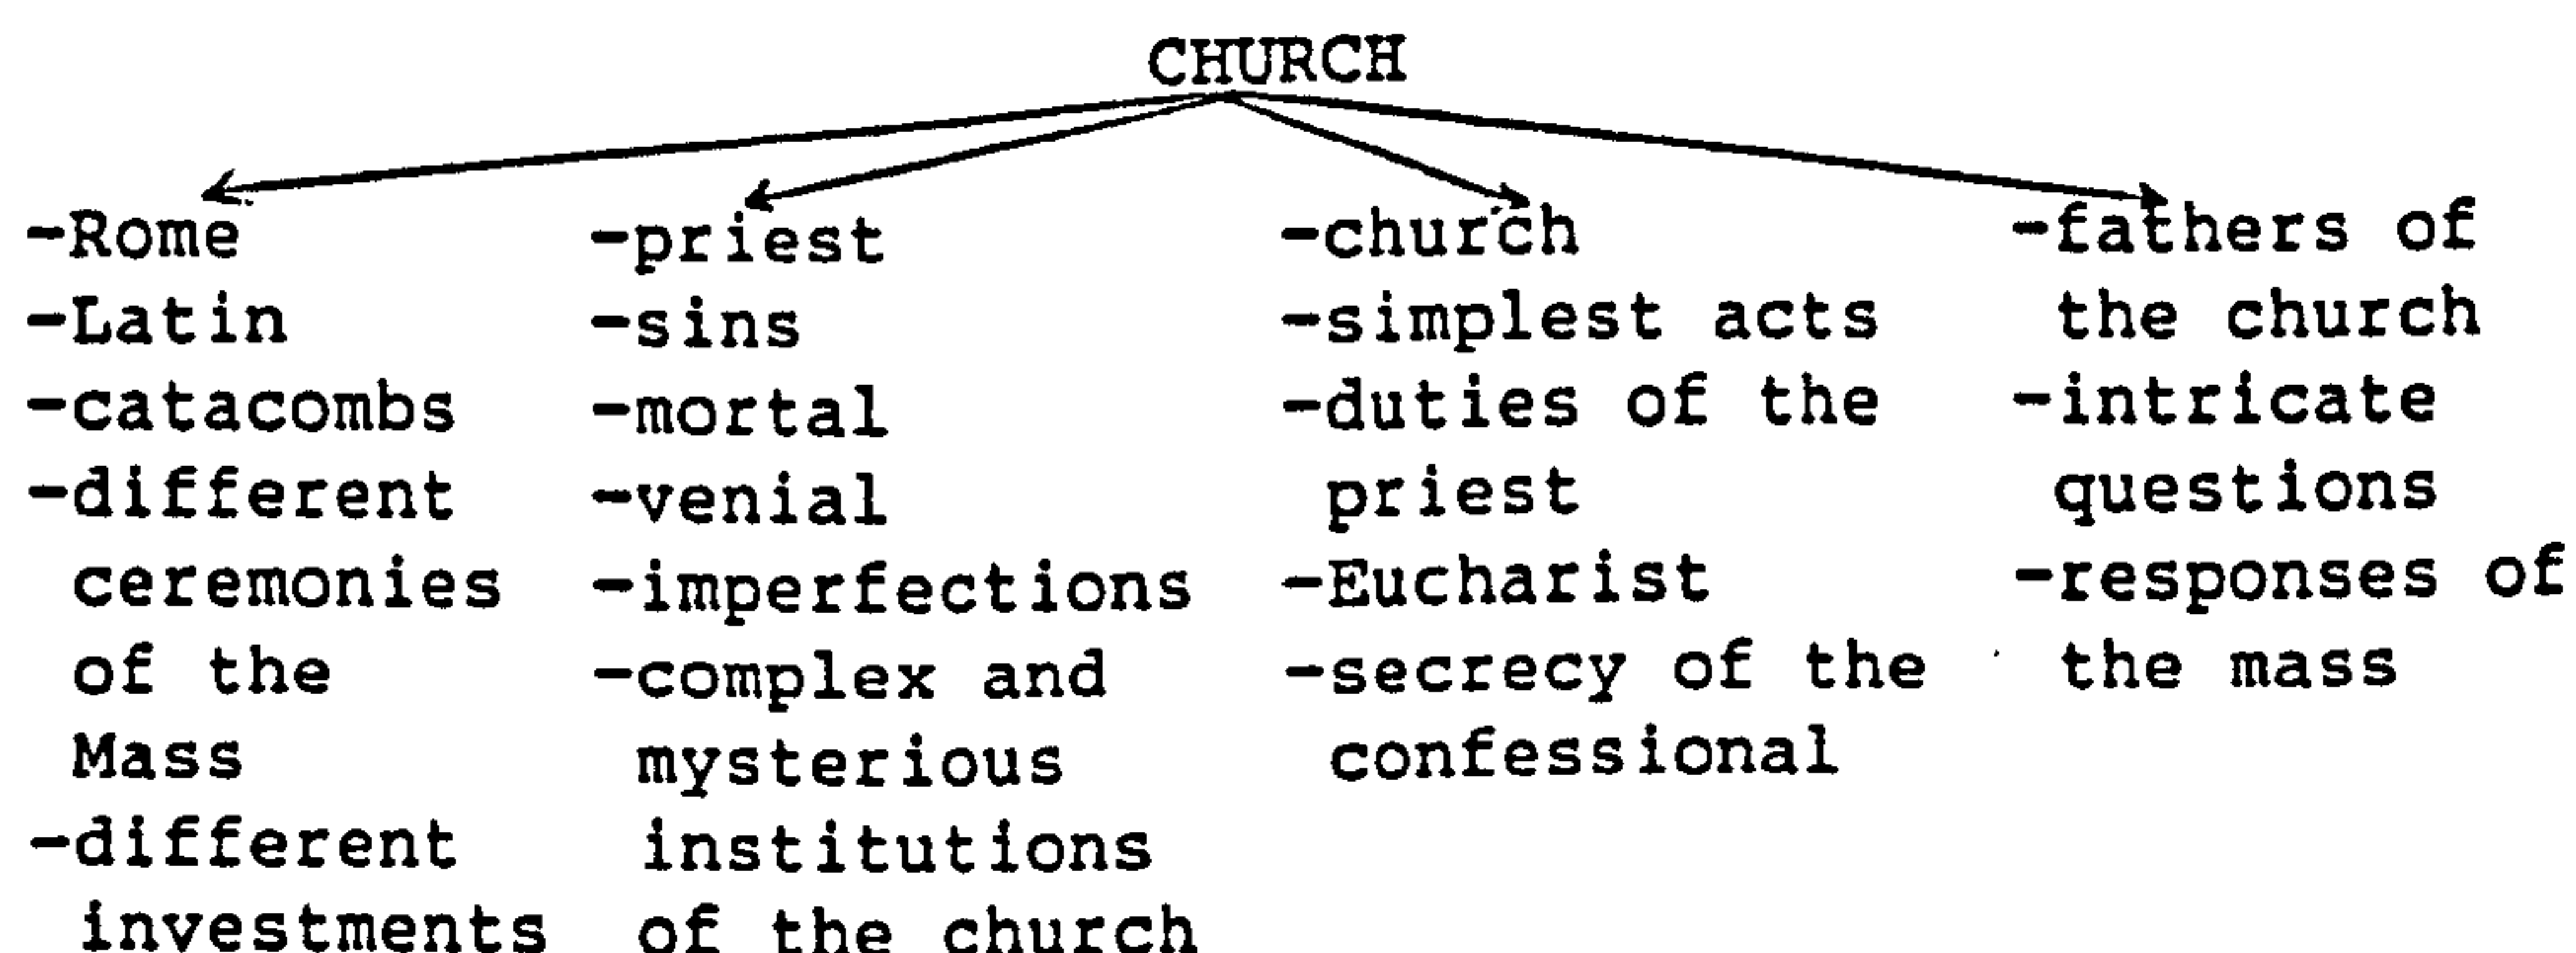 CHURCH
-Rome
-Latin
-catacombs
-different
ceremonies
of the
Mass
-different
investments
-priest
-sins
-mortal
-venial
-imperfections
-complex and
mysterious
institutions
of the church
-church
-simplest acts
-duties of the
priest
-Eucharist
-secrecy of the
confessional
-fathers of
the church
-intricate
questions
-responses of
the mass